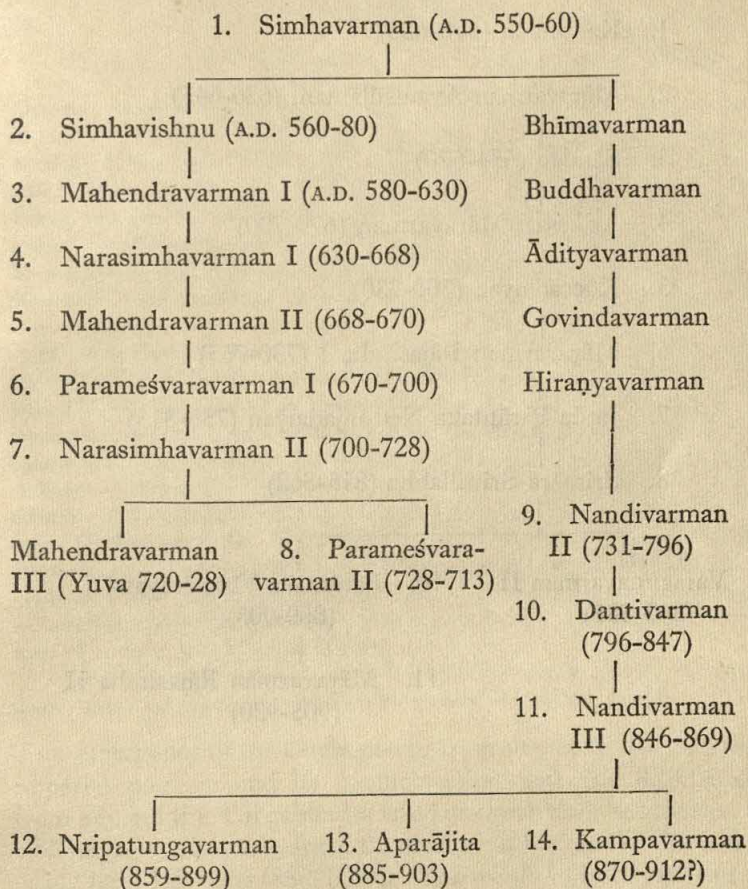 1. Simhavarman (A.D. 550-60)
2. Simhavishnu (A.D. 560-80) Bhīmavarman
3. Mahendravarman I (A.D. 580-630) Buddhavarman
4. Narasimhavarman I (630-668) Ādityavarman
5. Mahendravarman II (668-670) Govindavarman
6. Parameśvaravarman I (670-700) Hiraṇyavarman
7. Narasimhavarman II (700-728)
Mahendravarman
III (Yuva 720-28)
8. Parameśvara-
varman II (728-713)
9. Nandivarman
II (731-796)
10. Dantivarman
(796-847)
11. Nandivarman
III (846-869)
12. Nripatungavarman
(859-899)
13. Aparājita
(885-903)
14. Kampavarman
(870-912?)